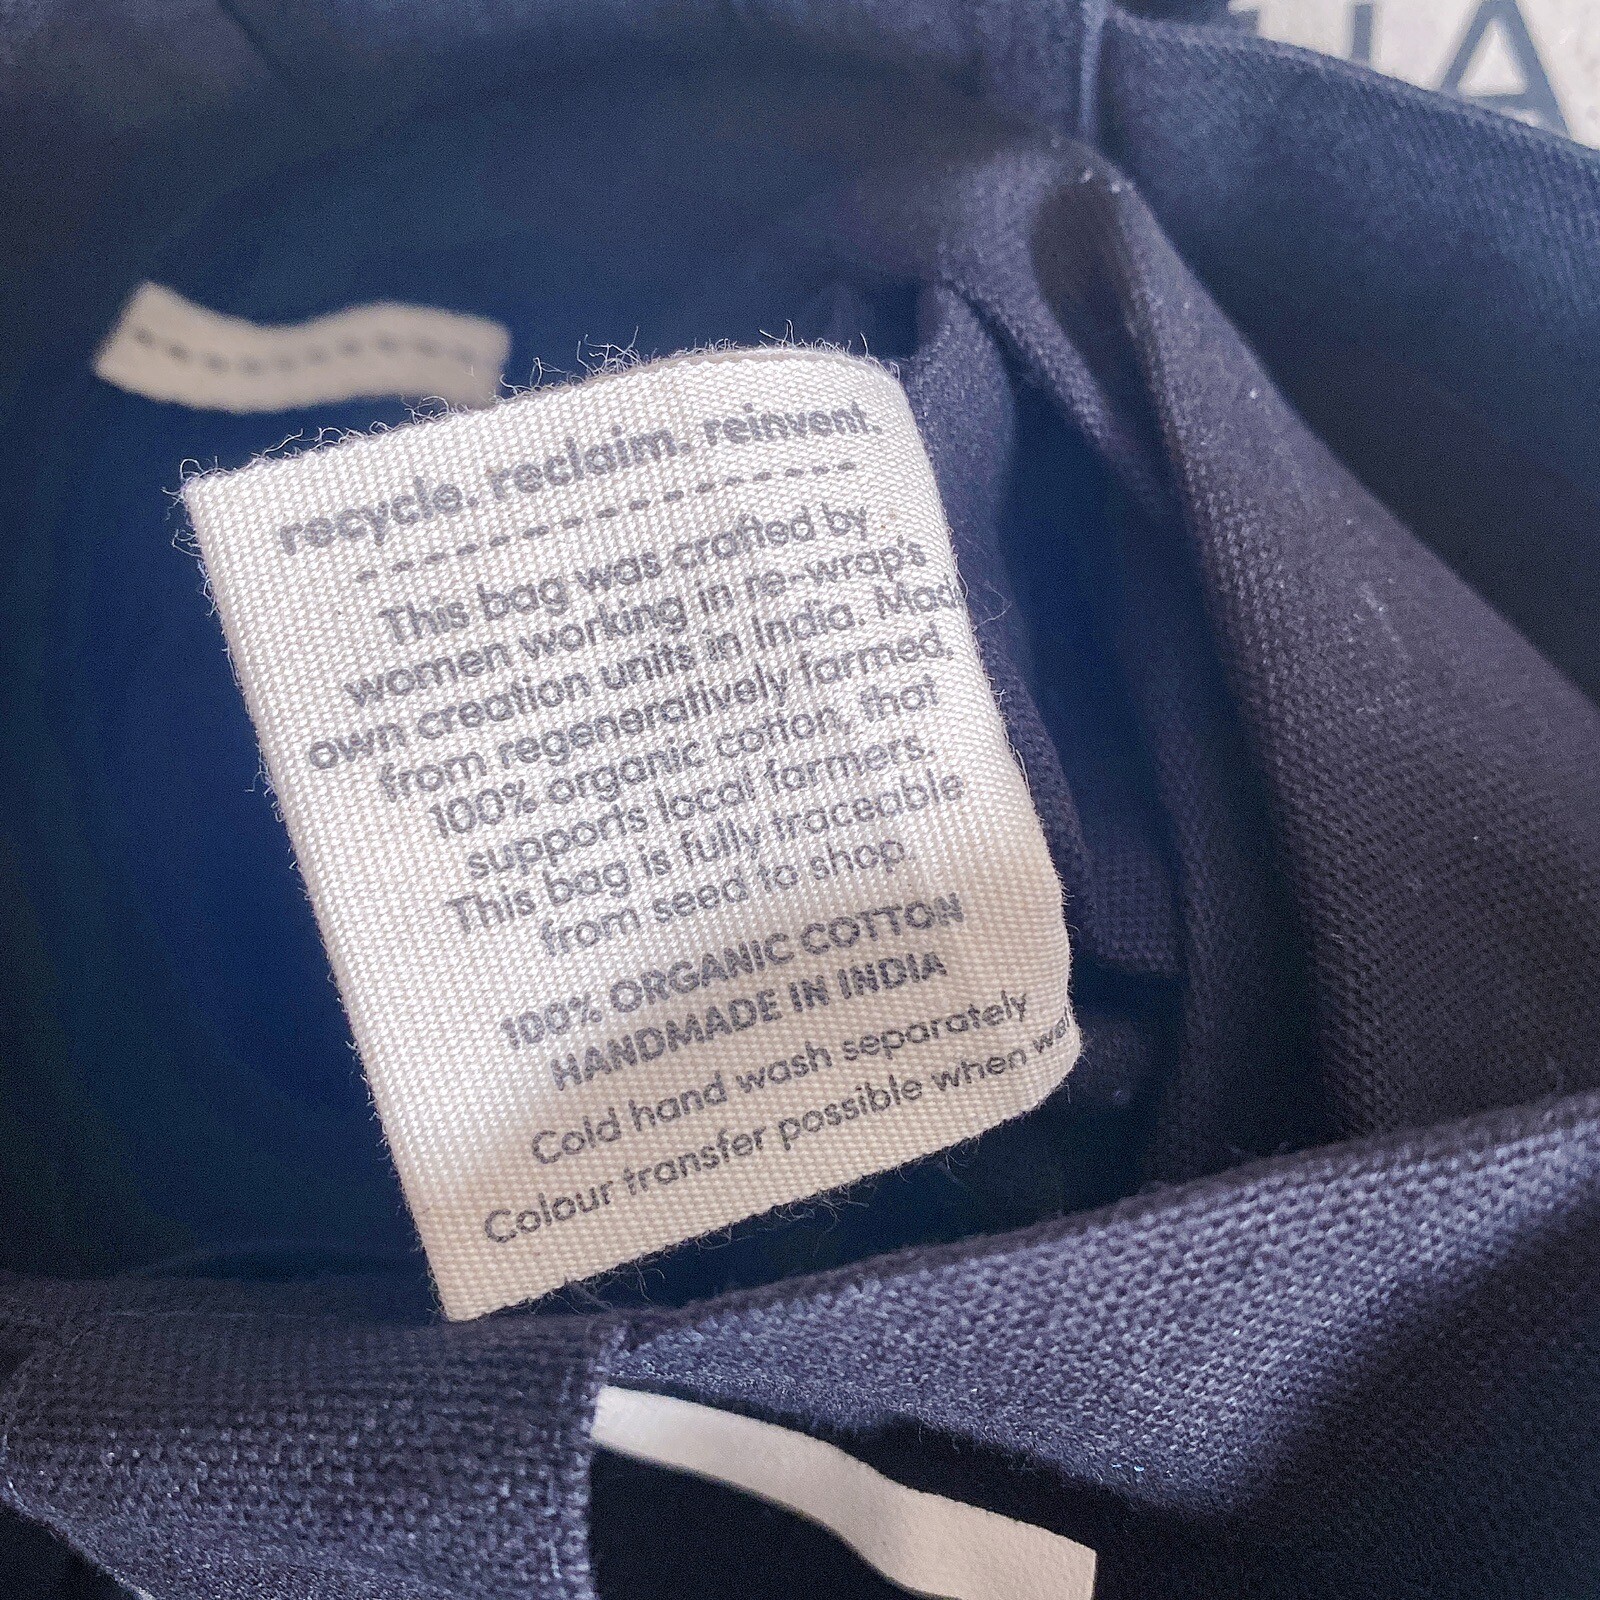 recycle. reclaim. reinvent.
This bag was crafted by
women working in re-wrap's
own creation units in India. Mad
from regeneratively farmed,
100% organic cotton, that
supports local farmers.
This bag is fully traceable
from seed to shop.
100% ORGANIC COTTON
HANDMADE IN INDIA
Cold hand wash separately
Colour transfer possible when wet